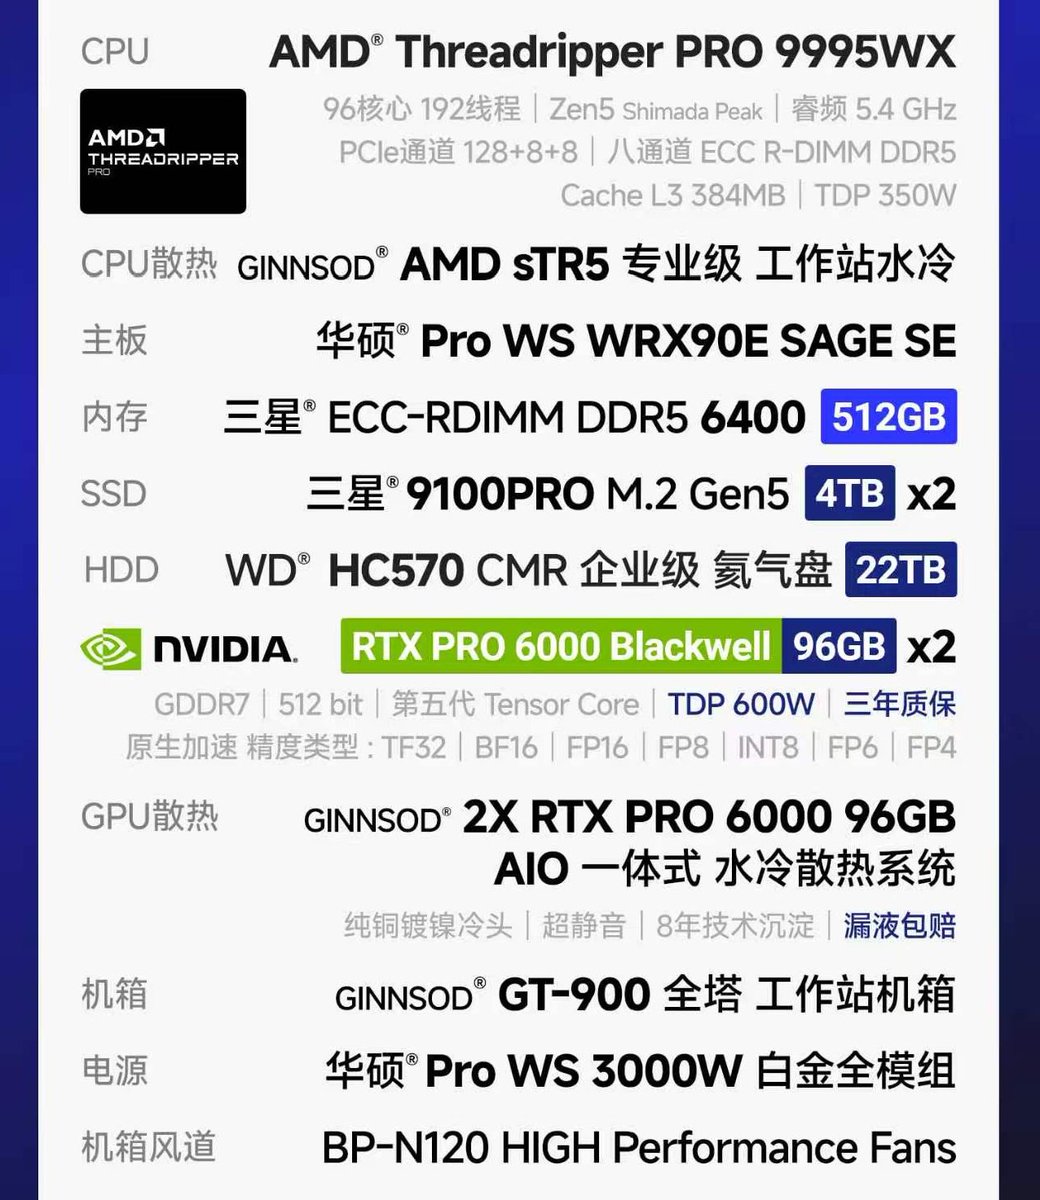 CPU AMD® Threadripper PRO 9995WX
AMD
THREADRIPPER
PRO
96核心 192线程｜Zen5 Shimada Peak｜睿频 5.4 GHz
PCIe通道 128+8+8｜八通道 ECC R-DIMM DDR5
Cache L3 384MB｜TDP 350W
CPU散热 GINNSOD® AMD sTR5 专业级 工作站水冷
主板 华硕® Pro WS WRX90E SAGE SE
内存 三星® ECC-RDIMM DDR5 6400 512GB
SSD 三星® 9100PRO M.2 Gen5 4TB x2
HDD WD® HC570 CMR 企业级 氦气盘 22TB
NVIDIA. RTX PRO 6000 Blackwell 96GB x2
GDDR7｜512 bit｜第五代 Tensor Core｜TDP 600W｜三年质保
原生加速 精度类型 : TF32｜BF16｜FP16｜FP8｜INT8｜FP6｜FP4
GPU散热 GINNSOD® 2X RTX PRO 6000 96GB
AIO 一体式 水冷散热系统
纯铜镀镍冷头｜超静音｜8年技术沉淀｜漏液包赔
机箱 GINNSOD® GT-900 全塔 工作站机箱
电源 华硕® Pro WS 3000W 白金全模组
机箱风道 BP-N120 HIGH Performance Fans